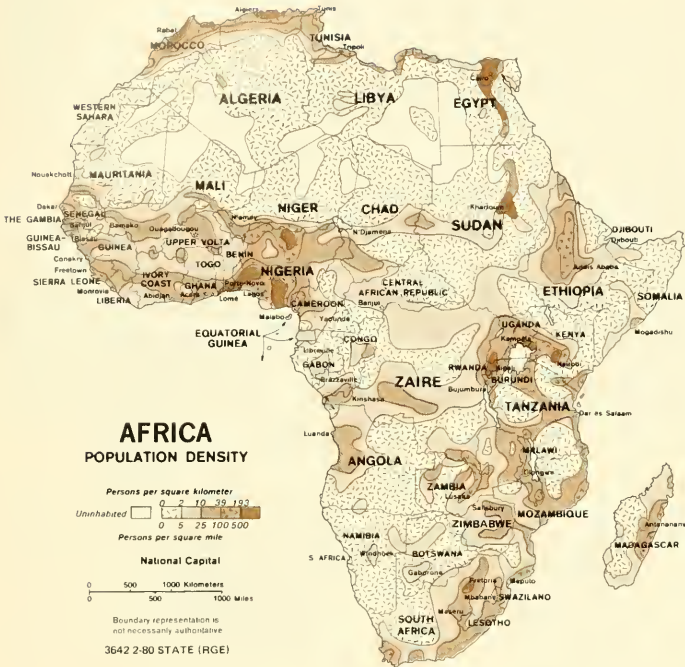 Algiers
Tunis
Rabat
MOROCCO
TUNISIA
Tripoli
Cairo
ALGERIA
LIBYA
EGYPT
WESTERN
SAHARA
Nouakchott
MAURITANIA
MALI
NIGER
CHAD
SUDAN
Khartoum
Dakar
SENEGAL
THE GAMBIA
Banjul
Bamako
Ouagadougou
Niamey
N'Djamena
DJIBOUTI
Djibouti
GUINEA-
BISSAU
Bissau
GUINEA
UPPER VOLTA
BENIN
NIGERIA
Addis Ababa
Conakry
Freetown
TOGO
SIERRA LEONE
IVORY
COAST
GHANA
Porto-Novo
CENTRAL
AFRICAN REPUBLIC
ETHIOPIA
SOMALIA
Monrovia
LIBERIA
Abidjan
Accra
Lomé
Lagos
CAMEROON
Banjui
Malabo
Yaounde
EQUATORIAL
GUINEA
CONGO
UGANDA
Kampala
KENYA
Mogadishu
Libreville
GABON
RWANDA
Kigali
Nairobi
ZAIRE
BURUNDI
Brazzaville
Bujumbura
Kinshasa
TANZANIA
Dar es Salaam
Luanda
AFRICA
POPULATION DENSITY
ANGOLA
MALAWI
Lilongwe
ZAMBIA
Lusaka
Persons per square kilometer
0 2 10 39 193
Uninhabited
0 5 25 100 500
Persons per square mile
Salisbury
MOZAMBIQUE
ZIMBABWE
Antananarivo
MADAGASCAR
NAMIBIA
National Capital
S AFRICA
Windhoek
BOTSWANA
Gaborone
Pretoria
Maputo
0 500 1000 Kilometers
0 500 1000 Miles
Mbabane
SWAZILAND
Maseru
SOUTH
AFRICA
LESOTHO
Boundary representation is
not necessarily authoritative
3642 2-80 STATE (RGE)